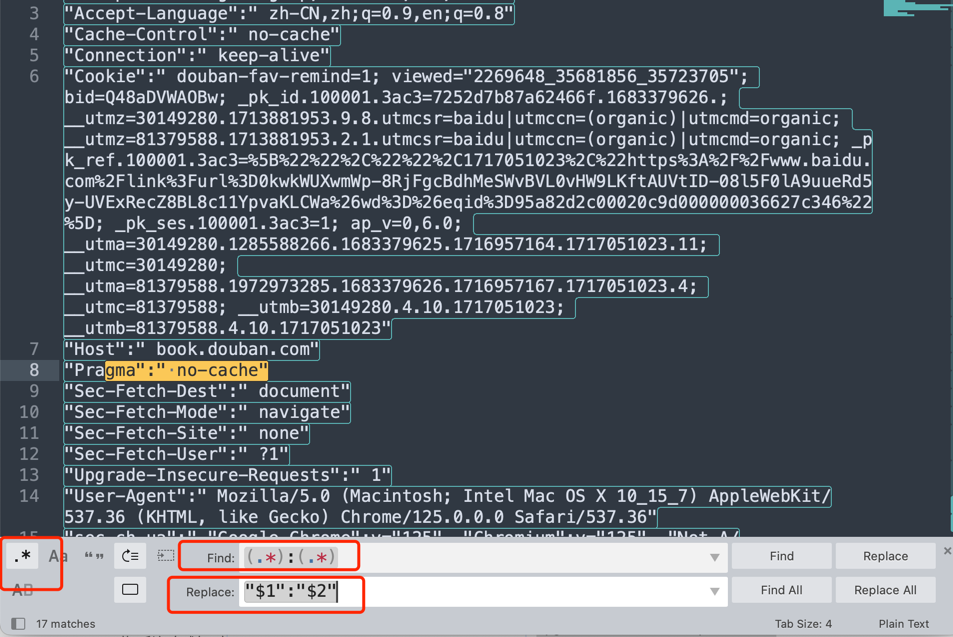 3 "Accept-Language":" zh-CN,zh;q=0.9,en;q=0.8"
4 "Cache-Control":" no-cache"
5 "Connection":" keep-alive"
6 "Cookie":" douban-fav-remind=1; viewed="2269648_35681856_35723705";
bid=Q48aDVWAOBw; _pk_id.100001.3ac3=7252d7b87a62466f.1683379626.;
__utmz=30149280.1713881953.9.8.utmcsr=baidu|utmccn=(organic)|utmcmd=organic;
__utmz=81379588.1713881953.2.1.utmcsr=baidu|utmccn=(organic)|utmcmd=organic; _p
k_ref.100001.3ac3=%5B%22%22%2C%22%22%2C1717051023%2C%22https%3A%2F%2Fwww.baidu.
com%2Flink%3Furl%3D0kwkWUXwmWp-8RjFgcBdhMeSWvBVL0vHW9LKftAUVtID-08l5F0lA9uueRd5
y-UVExRecZ8BL8c11YpvaKLCWa%26wd%3D%26eqid%3D95a82d2c00020c9d000000036627c346%22
%5D; _pk_ses.100001.3ac3=1; ap_v=0,6.0;
__utma=30149280.1285588266.1683379625.1716957164.1717051023.11;
__utmc=30149280;
__utma=81379588.1972973285.1683379626.1716957167.1717051023.4;
__utmc=81379588; __utmb=30149280.4.10.1717051023;
__utmb=81379588.4.10.1717051023"
7 "Host":" book.douban.com"
8 "Pragma":" no-cache"
9 "Sec-Fetch-Dest":" document"
10 "Sec-Fetch-Mode":" navigate"
11 "Sec-Fetch-Site":" none"
12 "Sec-Fetch-User":" ?1"
13 "Upgrade-Insecure-Requests":" 1"
14 "User-Agent":" Mozilla/5.0 (Macintosh; Intel Mac OS X 10_15_7) AppleWebKit/
537.36 (KHTML, like Gecko) Chrome/125.0.0.0 Safari/537.36"
.* Aa “” Find: (.*):(.*) Find Replace
AB Replace: "$1":"$2" Find All Replace All
17 matches Tab Size: 4 Plain Text